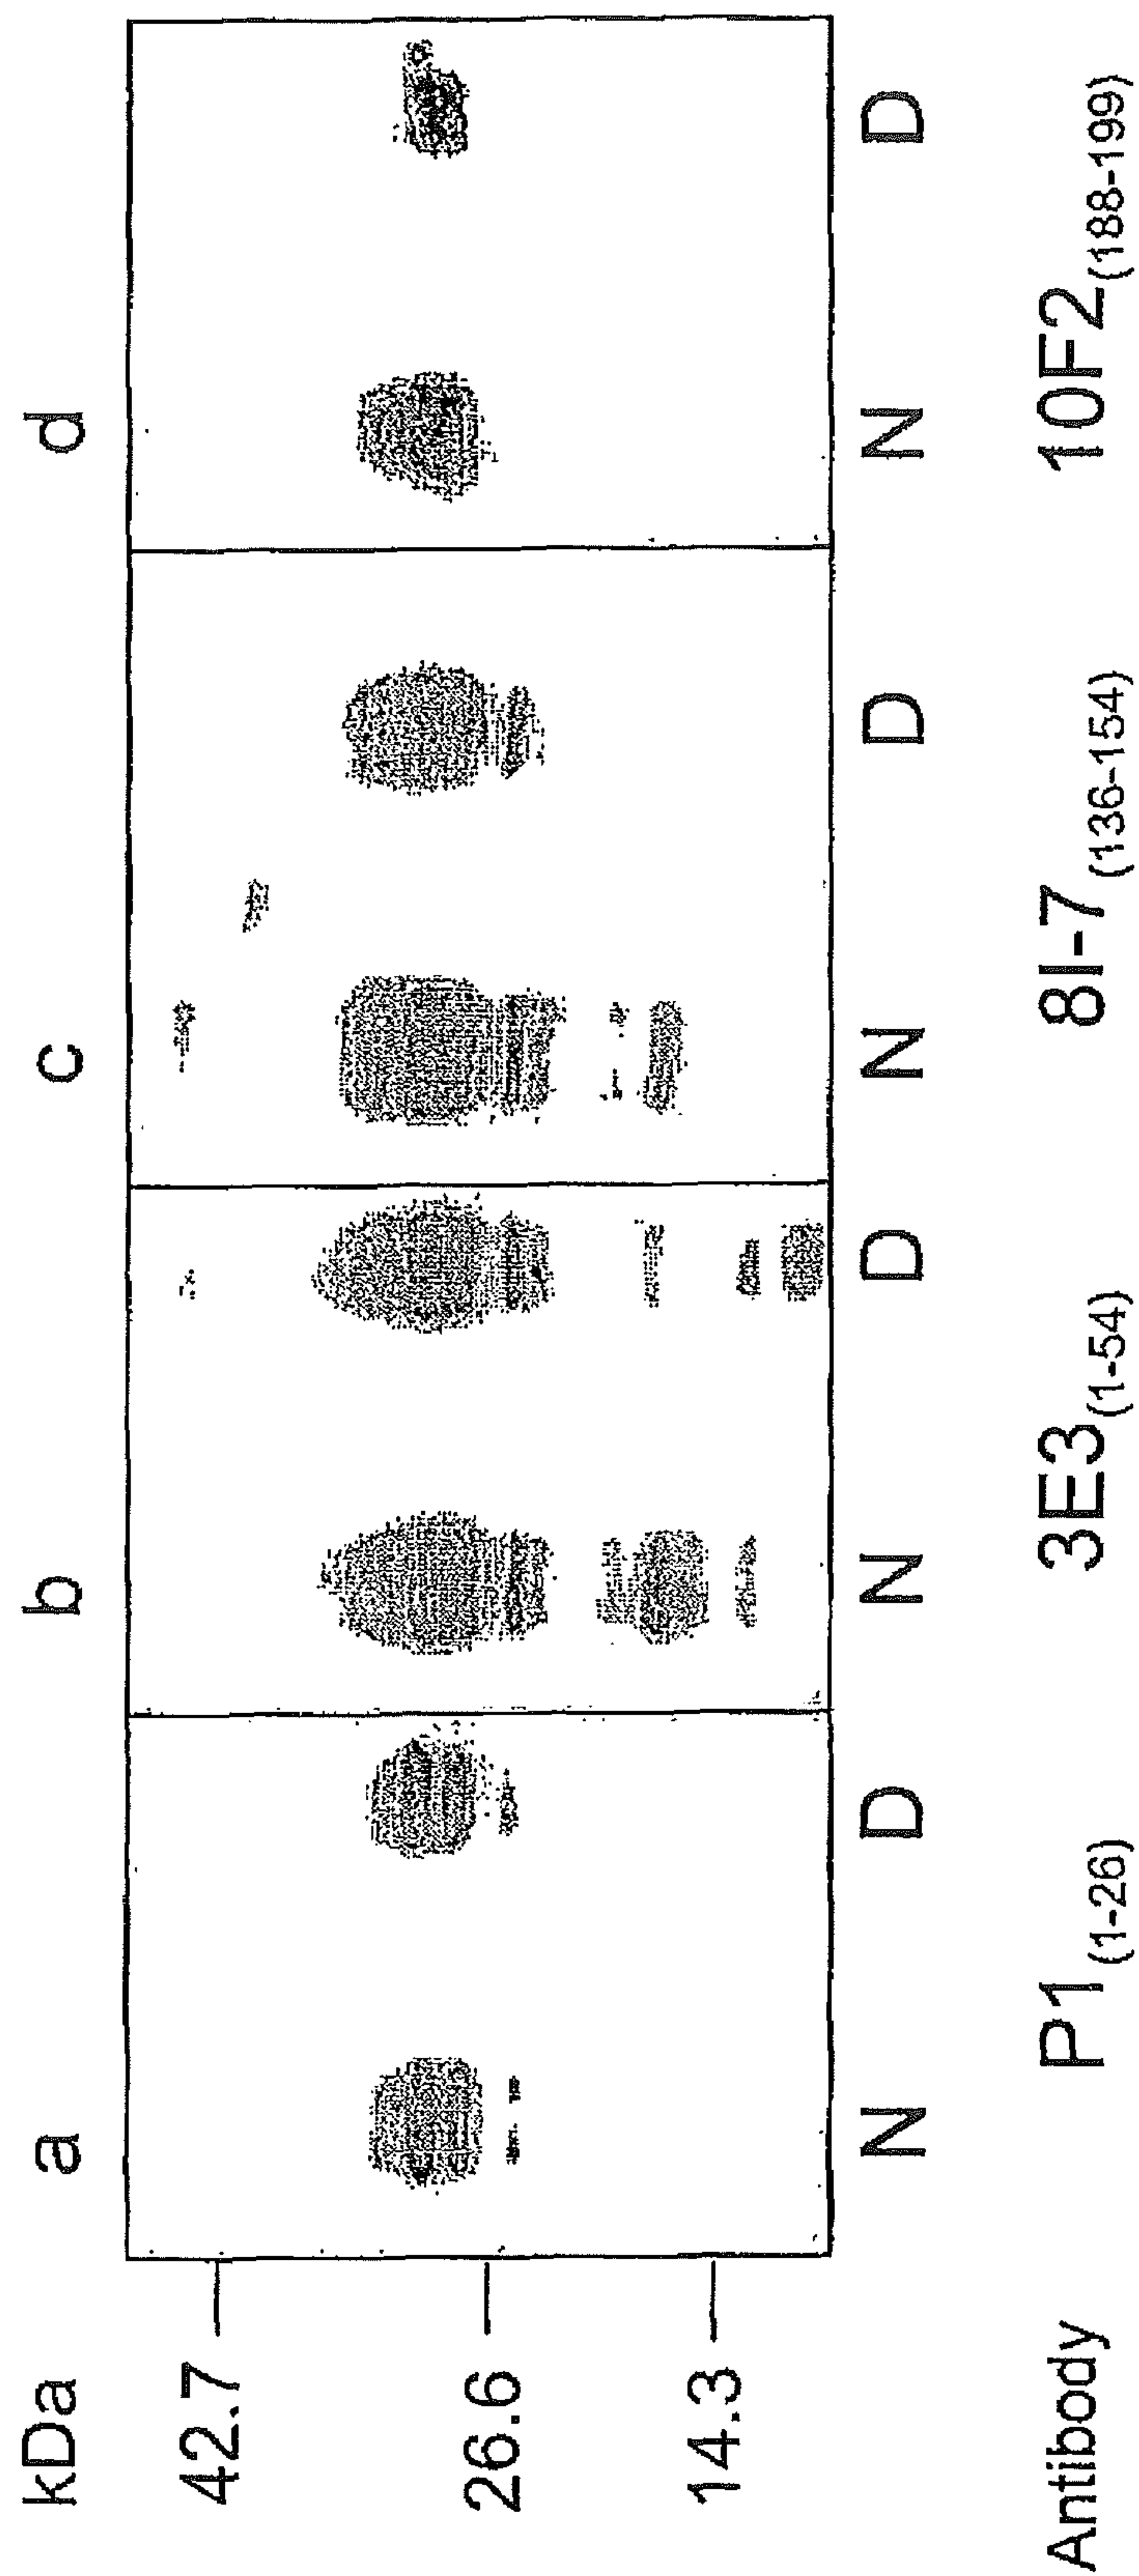 kDa a b c d
42.7
26.6
14.3
N D N D N D N D
Antibody P1(1-26) 3E3(1-54) 8I-7(136-154) 10F2(188-199)